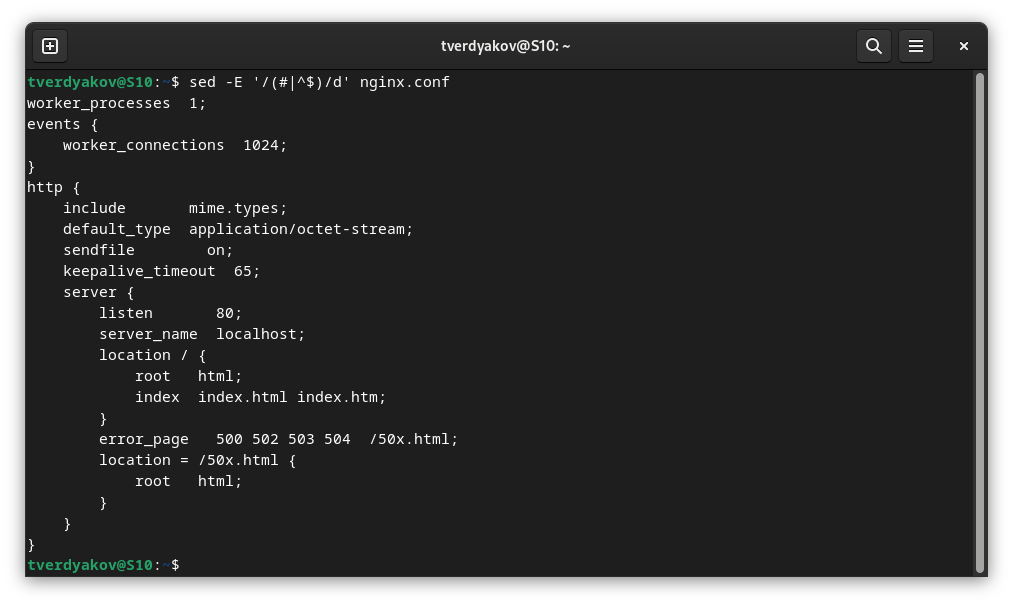 tverdyakov@S10: ~
tverdyakov@S10:~$ sed -E '/(#|^$)/d' nginx.conf
worker_processes  1;
events {
    worker_connections  1024;
}
http {
    include       mime.types;
    default_type  application/octet-stream;
    sendfile        on;
    keepalive_timeout  65;
    server {
        listen       80;
        server_name  localhost;
        location / {
            root   html;
            index  index.html index.htm;
        }
        error_page   500 502 503 504  /50x.html;
        location = /50x.html {
            root   html;
        }
    }
}
tverdyakov@S10:~$